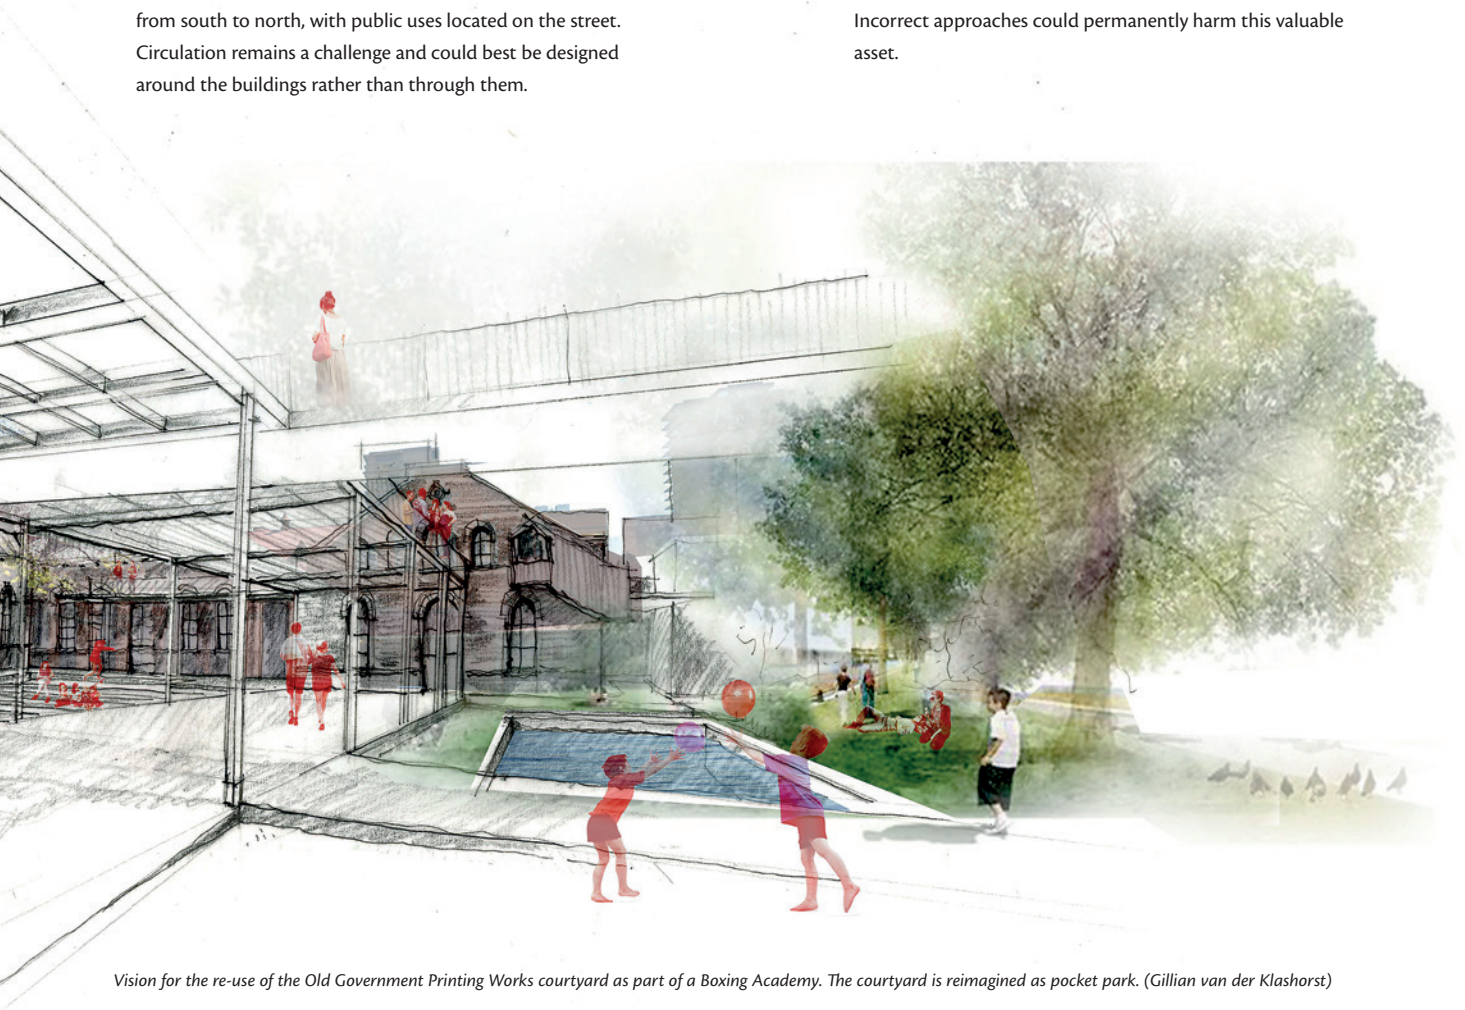 from south to north, with public uses located on the street.
Circulation remains a challenge and could best be designed
around the buildings rather than through them.
Incorrect approaches could permanently harm this valuable
asset.
Vision for the re-use of the Old Government Printing Works courtyard as part of a Boxing Academy. The courtyard is reimagined as pocket park. (Gillian van der Klashorst)